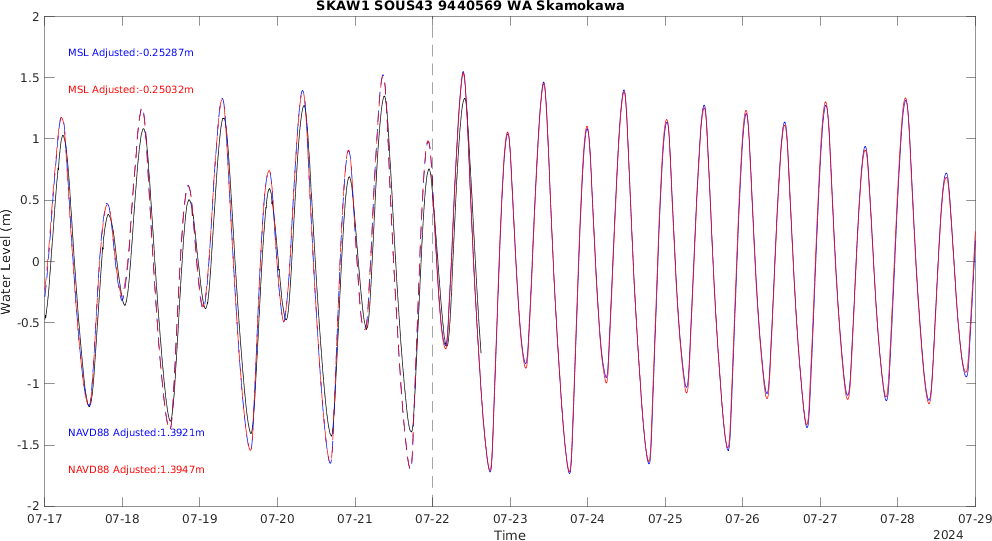 SKAW1 SOUS43 9440569 WA Skamokawa
2
1.5
1
0.5
0
-0.5
-1
-1.5
-2
Water Level (m)
MSL Adjusted:-0.25287m
MSL Adjusted:-0.25032m
NAVD88 Adjusted:1.3921m
NAVD88 Adjusted:1.3947m
07-17 07-18 07-19 07-20 07-21 07-22 07-23 07-24 07-25 07-26 07-27 07-28 07-29
Time
2024